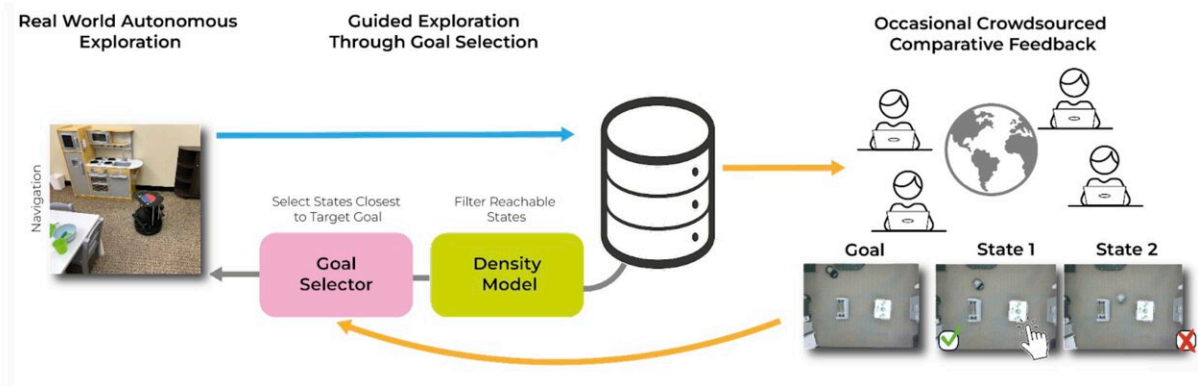 Real World Autonomous
Exploration
Guided Exploration
Through Goal Selection
Occasional Crowdsourced
Comparative Feedback
Navigation
Select States Closest
to Target Goal
Filter Reachable
States
Goal
Selector
Density
Model
Goal
State 1
State 2